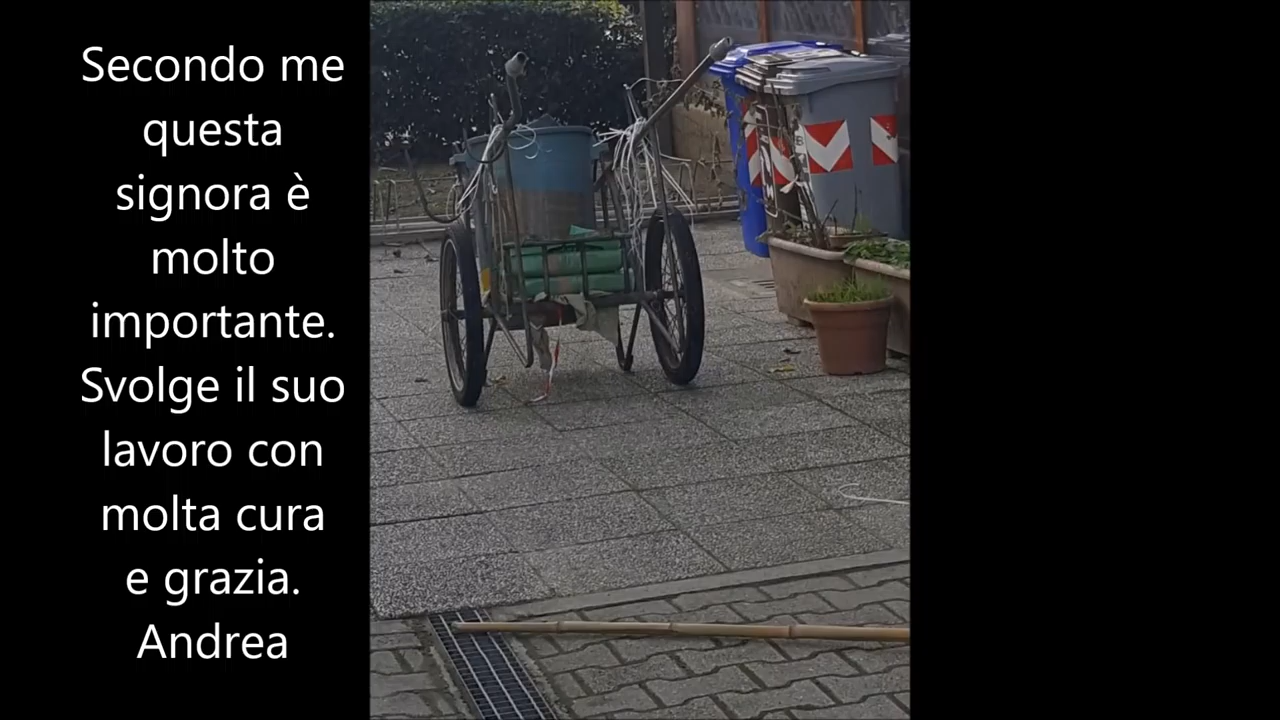 Secondo me
questa
signora è
molto
importante.
Svolge il suo
lavoro con
molta cura
e grazia.
Andrea